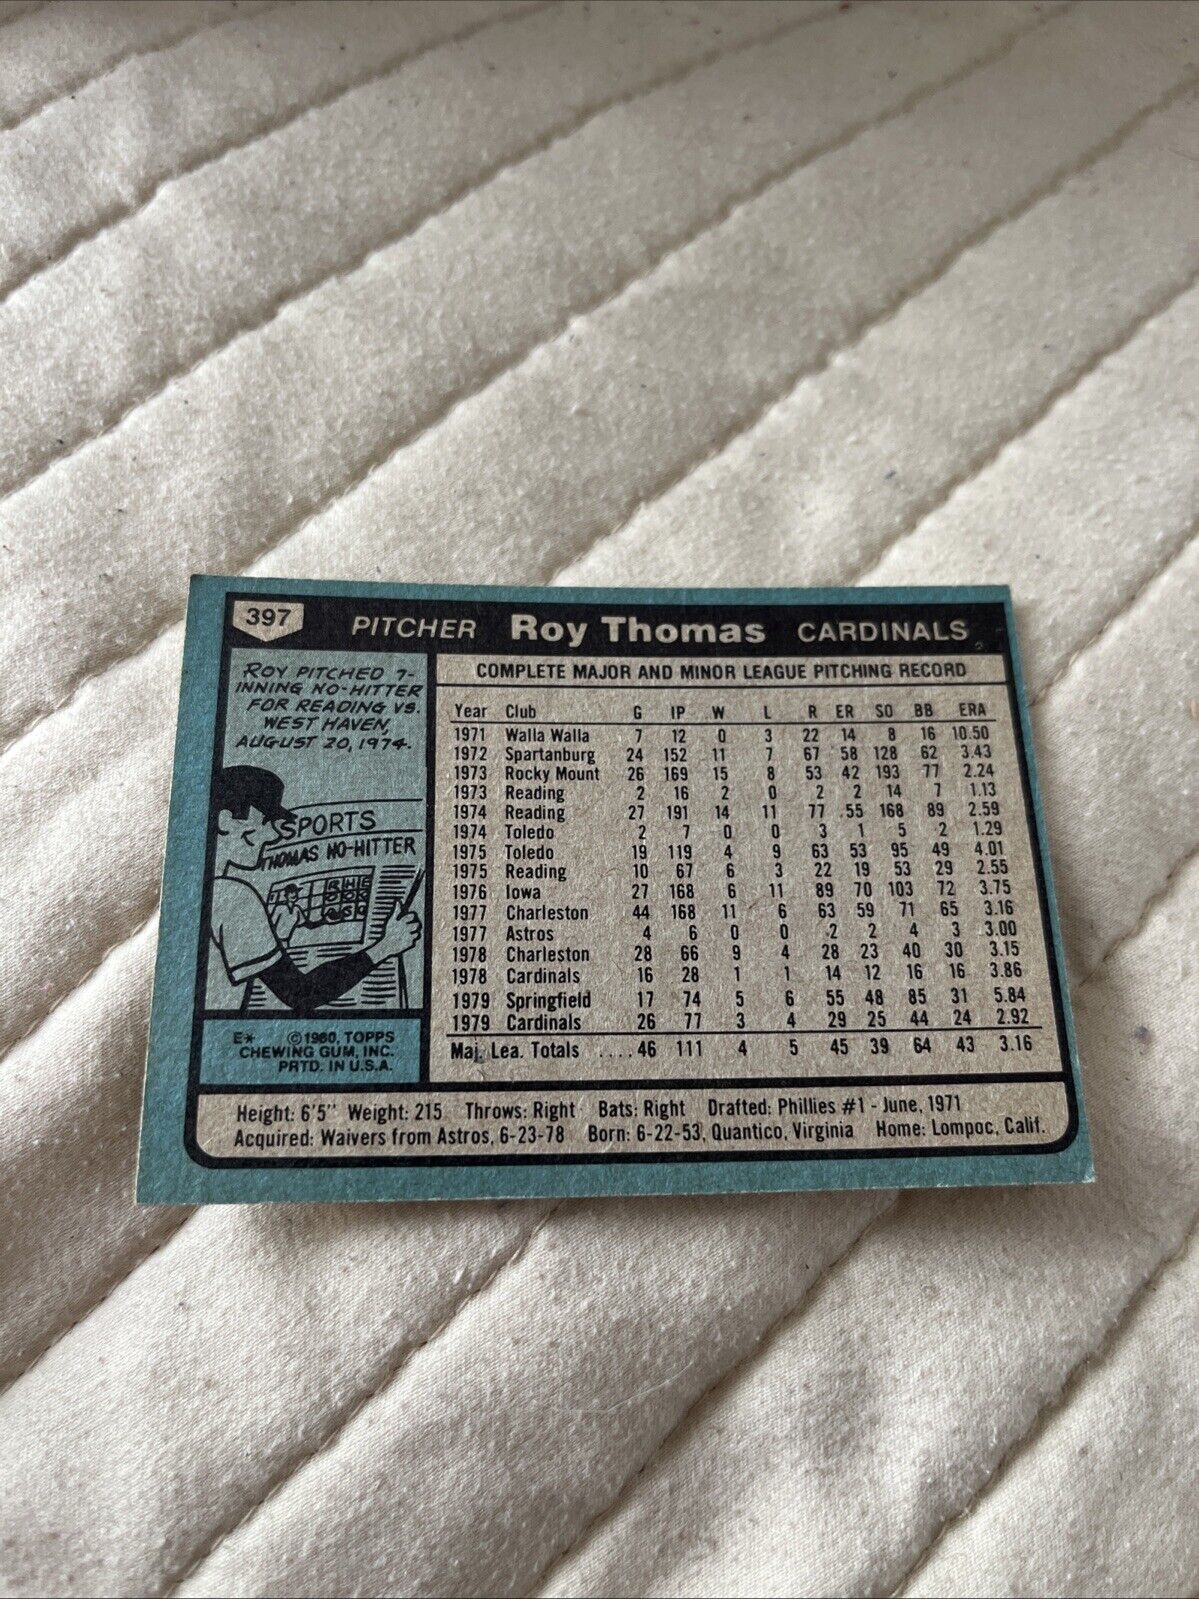 397 PITCHER Roy Thomas CARDINALS
ROY PITCHED 7-
INNING NO-HITTER
FOR READING VS.
WEST HAVEN,
AUGUST 20, 1974.
SPORTS
THOMAS NO-HITTER
RHE
E* ©1980, TOPPS
CHEWING GUM, INC.
PRTD. IN U.S.A.
COMPLETE MAJOR AND MINOR LEAGUE PITCHING RECORD
Year Club G IP W L R ER SO BB ERA
1971 Walla Walla 7 12 0 3 22 14 8 16 10.50
1972 Spartanburg 24 152 11 7 67 58 128 62 3.43
1973 Rocky Mount 26 169 15 8 53 42 193 77 2.24
1973 Reading 2 16 2 0 2 2 14 7 1.13
1974 Reading 27 191 14 11 77 55 168 89 2.59
1974 Toledo 2 7 0 0 3 1 5 2 1.29
1975 Toledo 19 119 4 9 63 53 95 49 4.01
1975 Reading 10 67 6 3 22 19 53 29 2.55
1976 Iowa 27 168 6 11 89 70 103 72 3.75
1977 Charleston 44 168 11 6 63 59 71 65 3.16
1977 Astros 4 6 0 0 2 2 4 3 3.00
1978 Charleston 28 66 9 4 28 23 40 30 3.15
1978 Cardinals 16 28 1 1 14 12 16 16 3.86
1979 Springfield 17 74 5 6 55 48 85 31 5.84
1979 Cardinals 26 77 3 4 29 25 44 24 2.92
Maj. Lea. Totals ....46 111 4 5 45 39 64 43 3.16
Height: 6'5" Weight: 215 Throws: Right Bats: Right Drafted: Phillies #1 - June, 1971
Acquired: Waivers from Astros, 6-23-78 Born: 6-22-53, Quantico, Virginia Home: Lompoc, Calif.